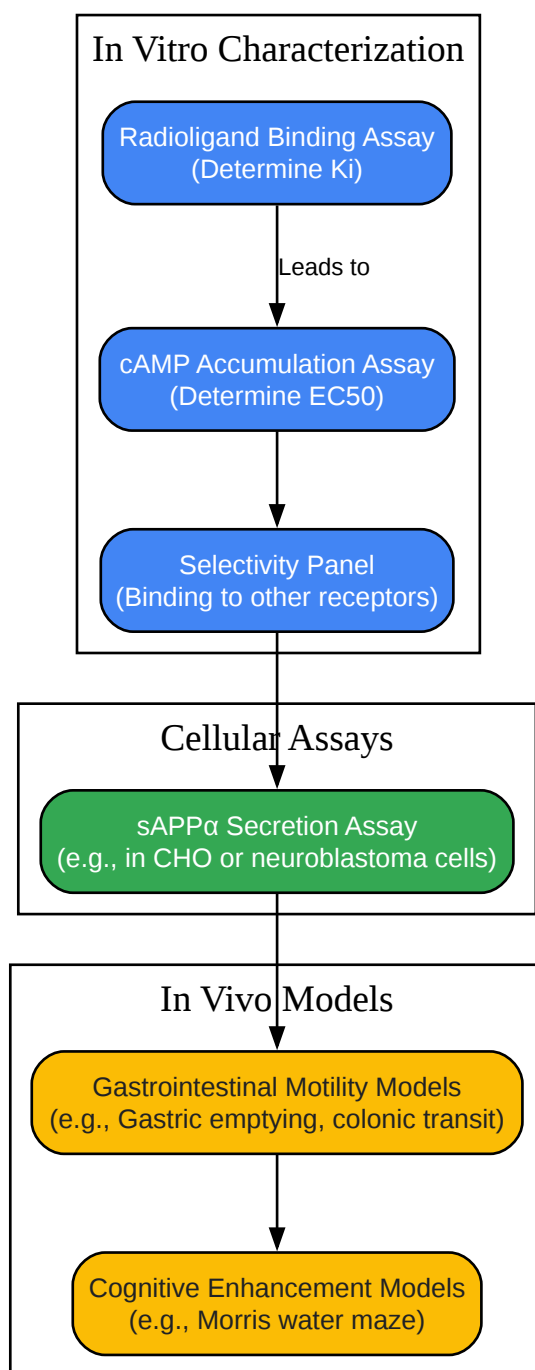 In Vitro Characterization
Radioligand Binding Assay
(Determine Ki)
Leads to
cAMP Accumulation Assay
(Determine EC50)
Selectivity Panel
(Binding to other receptors)
Cellular Assays
sAPPα Secretion Assay
(e.g., in CHO or neuroblastoma cells)
In Vivo Models
Gastrointestinal Motility Models
(e.g., Gastric emptying, colonic transit)
Cognitive Enhancement Models
(e.g., Morris water maze)